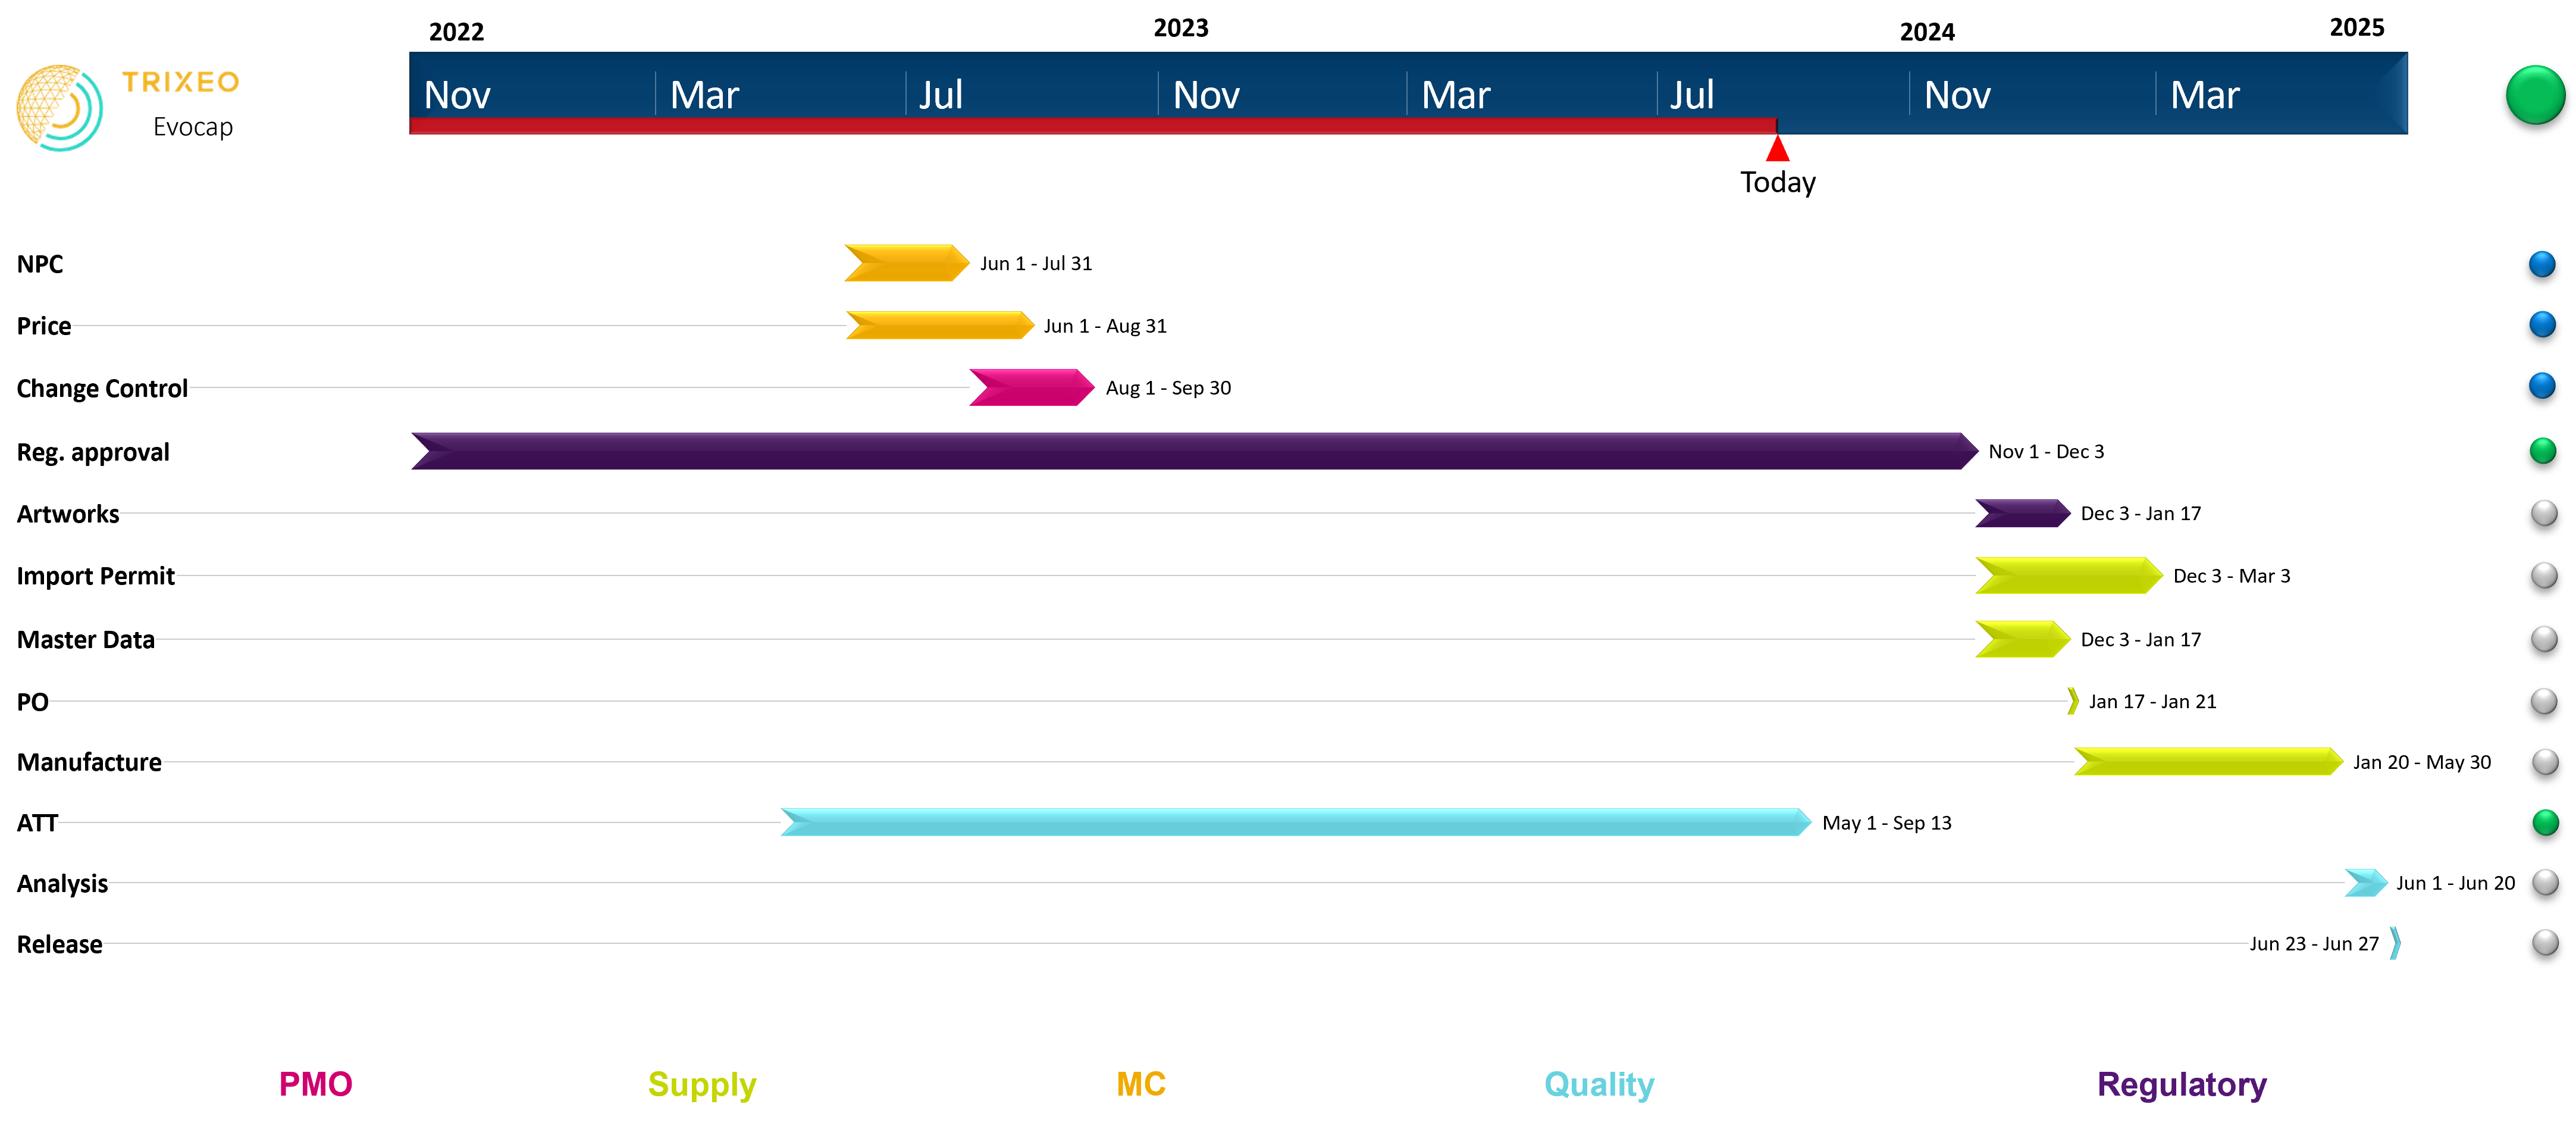 2022 2023 2024 2025
TRIXEO
Evocap
Nov Mar Jul Nov Mar Jul Nov Mar
Today
NPC Jun 1 - Jul 31
Price Jun 1 - Aug 31
Change Control Aug 1 - Sep 30
Reg. approval Nov 1 - Dec 3
Artworks Dec 3 - Jan 17
Import Permit Dec 3 - Mar 3
Master Data Dec 3 - Jan 17
PO Jan 17 - Jan 21
Manufacture Jan 20 - May 30
ATT May 1 - Sep 13
Analysis Jun 1 - Jun 20
Release Jun 23 - Jun 27
PMO Supply MC Quality Regulatory